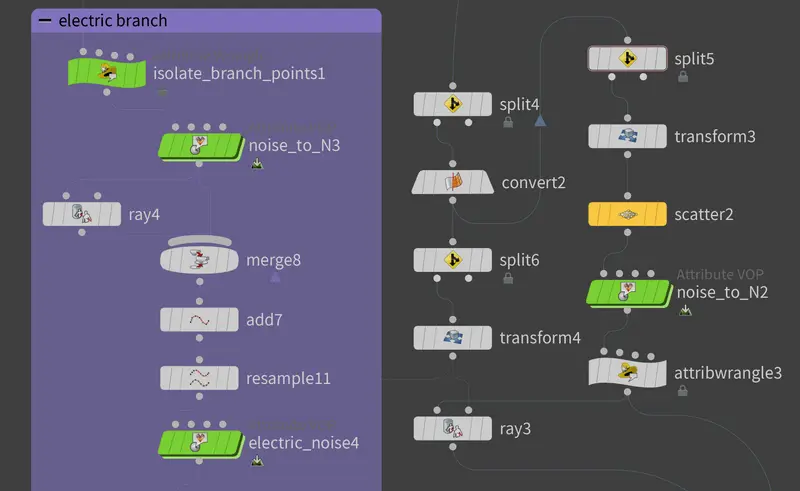 electric branch
isolate_branch_points1
noise_to_N3
ray4
merge8
add7
resample11
electric_noise4
split4
convert2
split6
transform4
ray3
split5
transform3
scatter2
Attribute VOP
noise_to_N2
attribwrangle3